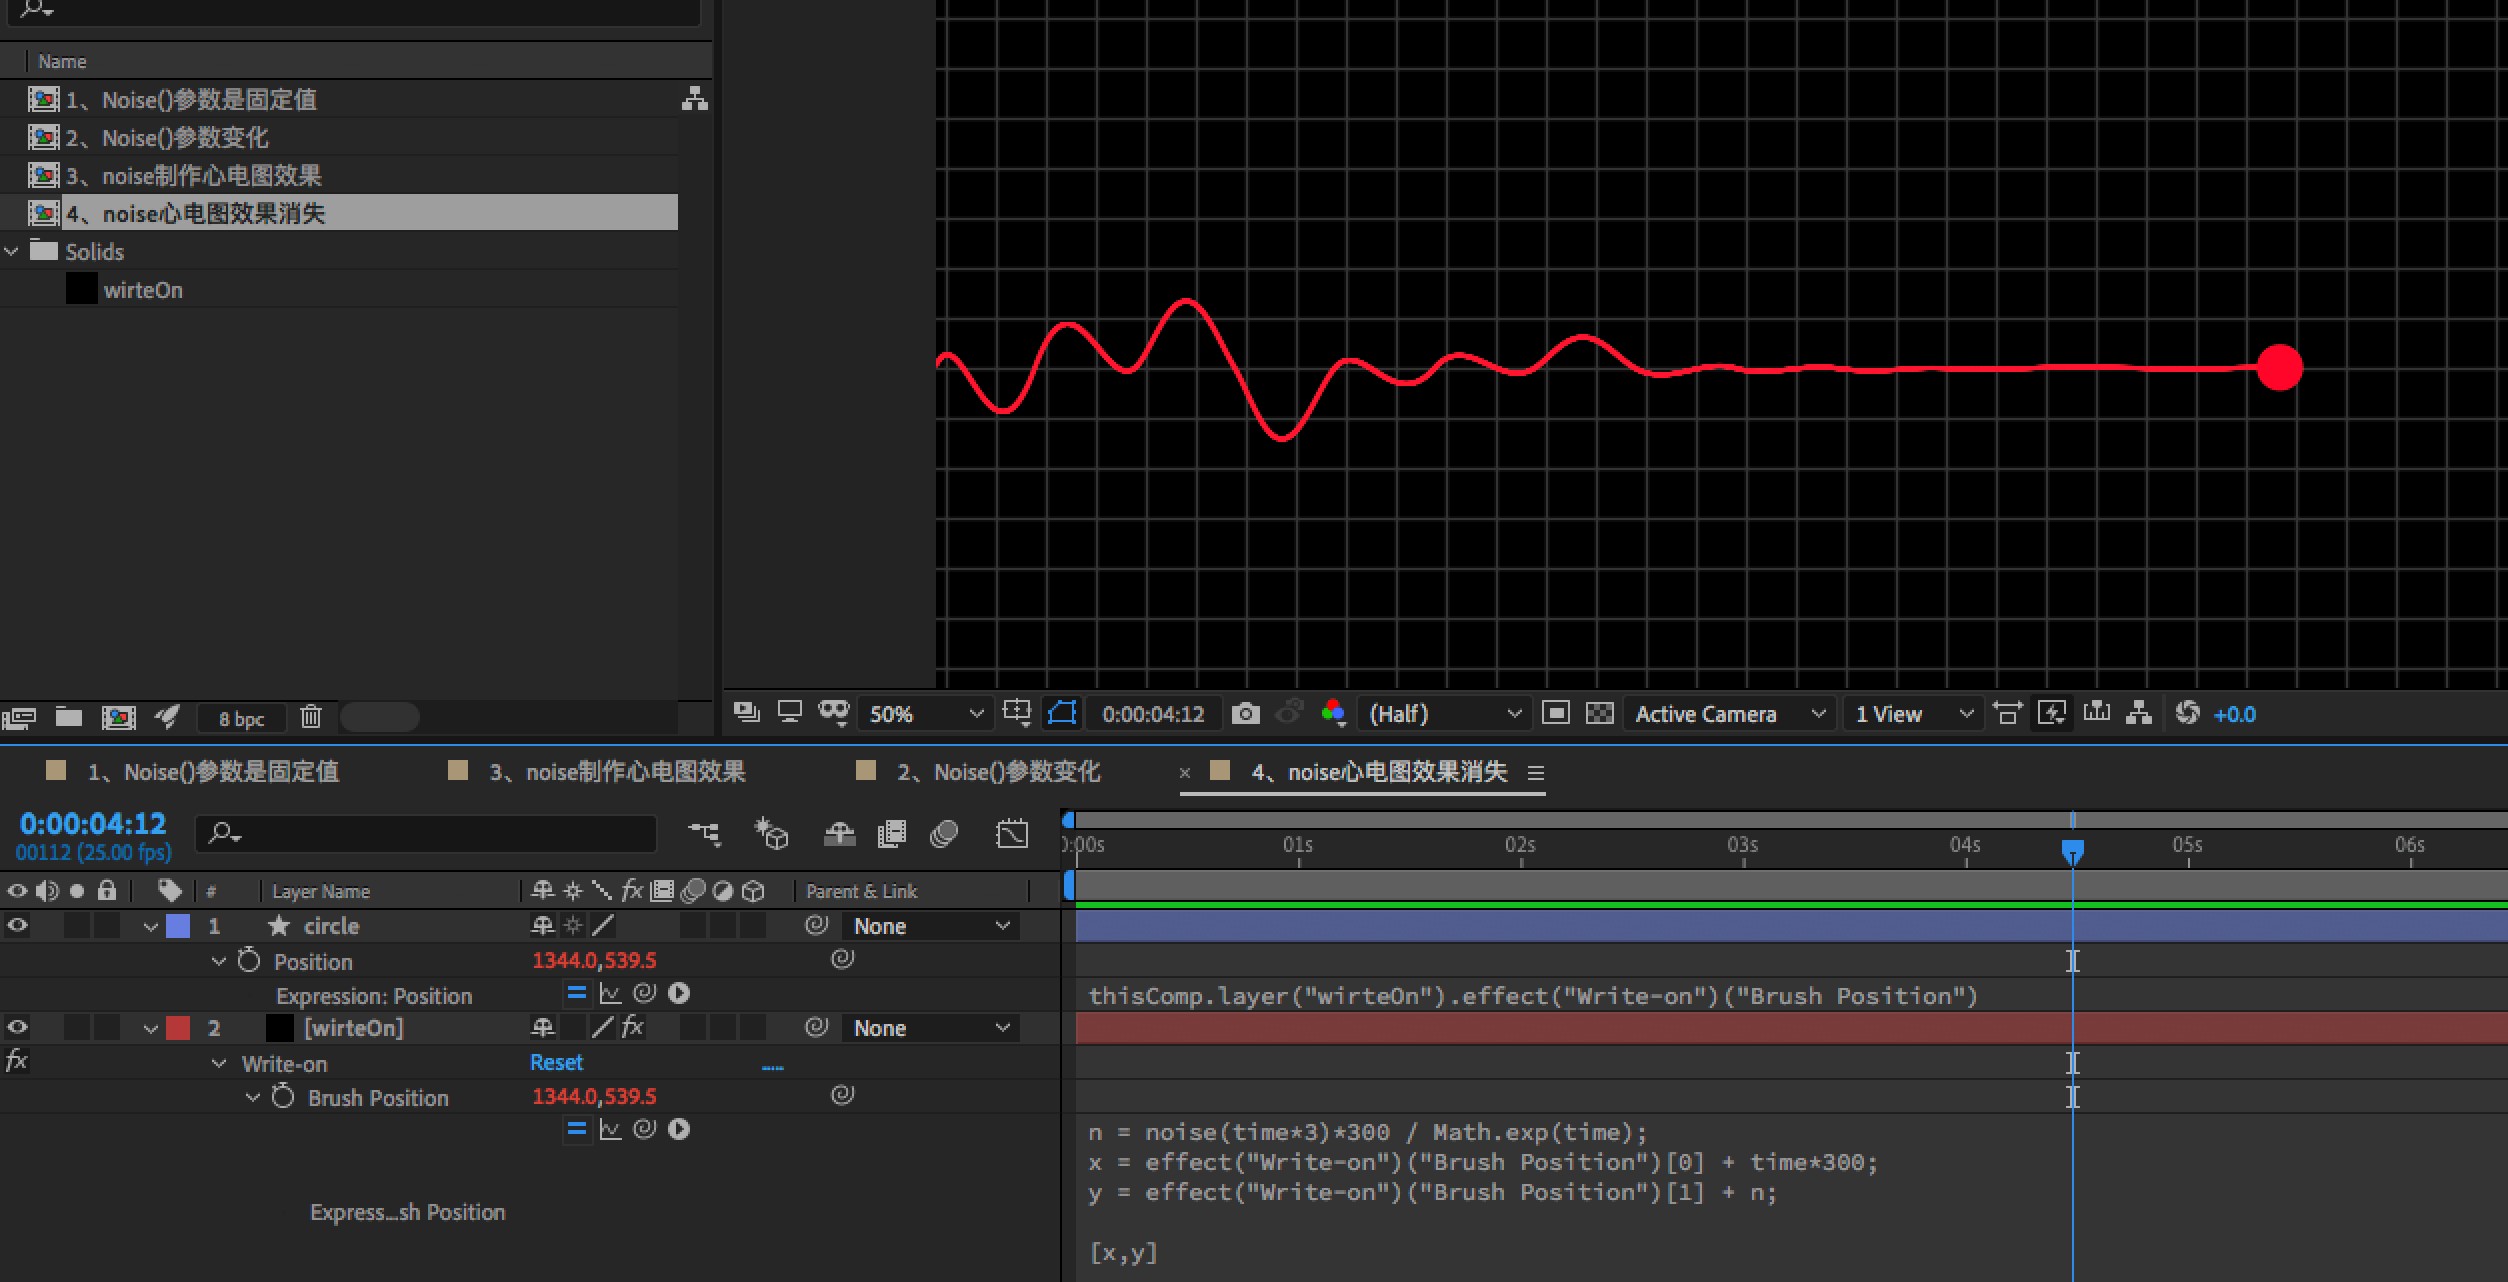 Name
1、Noise()参数是固定值
2、Noise()参数变化
3、noise制作心电图效果
4、noise心电图效果消失
Solids
wirteOn
8 bpc
50%
0:00:04:12
(Half)
Active Camera
1 View
+0.0
1、Noise()参数是固定值
3、noise制作心电图效果
2、Noise()参数变化
× 4、noise心电图效果消失
0:00:04:12
00112 (25.00 fps)
:00s 01s 02s 03s 04s 05s 06s
# Layer Name fx Parent & Link
1 circle None
Position 1344.0,539.5
Expression: Position thisComp.layer("wirteOn").effect("Write-on")("Brush Position")
2 [wirteOn] fx None
fx Write-on Reset .....
Brush Position 1344.0,539.5
n = noise(time*3)*300 / Math.exp(time);
x = effect("Write-on")("Brush Position")[0] + time*300;
y = effect("Write-on")("Brush Position")[1] + n;
Express...sh Position
[x,y]